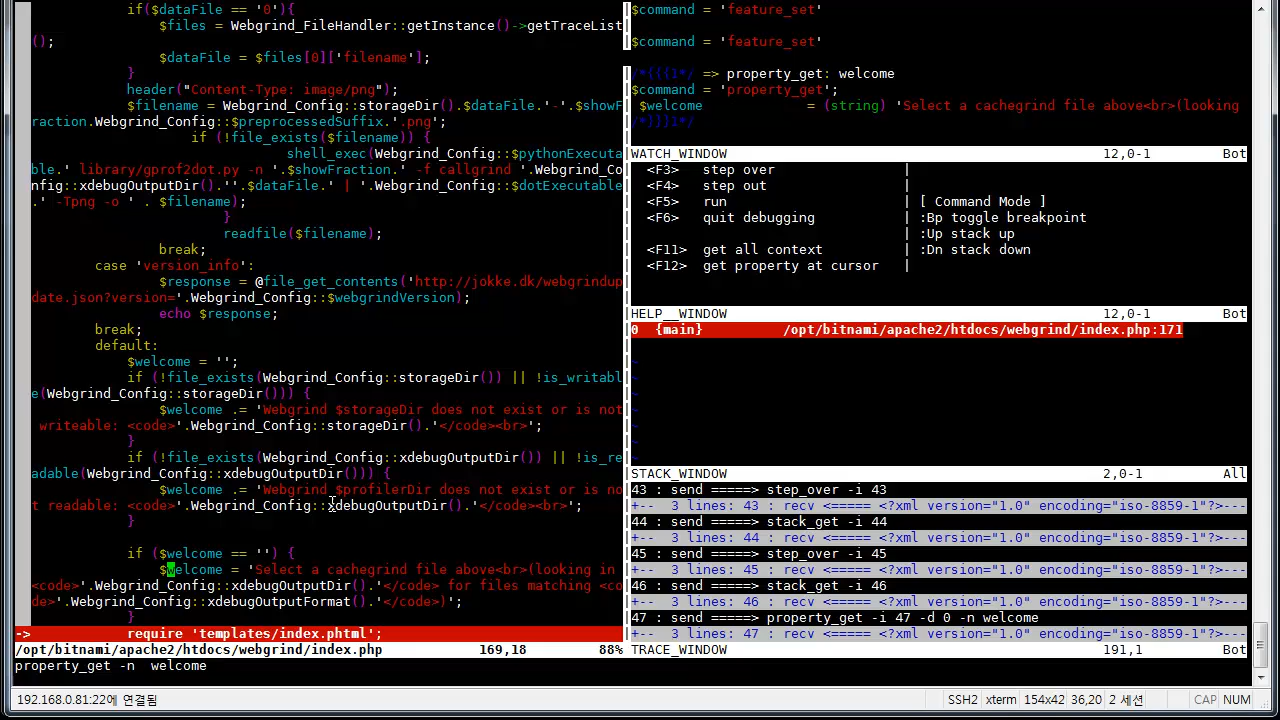 if($dataFile == '0'){
$files = Webgrind_FileHandler::getInstance()->getTraceList
();
$dataFile = $files[0]['filename'];
}
header("Content-Type: image/png");
$filename = Webgrind_Config::storageDir().$dataFile.'-'.$showF
raction.Webgrind_Config::$preprocessedSuffix.'.png';
if (!file_exists($filename)) {
shell_exec(Webgrind_Config::$pythonExecuta
ble.' library/gprof2dot.py -n '.$showFraction.' -f callgrind '.Webgrind_Co
nfig::xdebugOutputDir().''.$dataFile.' | '.Webgrind_Config::$dotExecutable
.' -Tpng -o ' . $filename);
}
readfile($filename);
break;
case 'version_info':
$response = @file_get_contents('http://jokke.dk/webgrindup
date.json?version='.Webgrind_Config::$webgrindVersion);
echo $response;
break;
default:
$welcome = '';
if (!file_exists(Webgrind_Config::storageDir()) || !is_writabl
e(Webgrind_Config::storageDir())) {
$welcome .= 'Webgrind $storageDir does not exist or is not
writeable: <code>'.Webgrind_Config::storageDir().'</code><br>';
}
if (!file_exists(Webgrind_Config::xdebugOutputDir()) || !is_re
adable(Webgrind_Config::xdebugOutputDir())) {
$welcome .= 'Webgrind $profilerDir does not exist or is no
t readable: <code>'.Webgrind_Config::xdebugOutputDir().'</code><br>';
}
if ($welcome == '') {
$welcome = 'Select a cachegrind file above<br>(looking in
<code>'.Webgrind_Config::xdebugOutputDir().'</code> for files matching <co
de>'.Webgrind_Config::xdebugOutputFormat().'</code>)';
}
-> require 'templates/index.phtml';
/opt/bitnami/apache2/htdocs/webgrind/index.php 169,18 88%
property_get -n  welcome
$command = 'feature_set'
$command = 'feature_set'
/*{{{1*/ => property_get: welcome
$command = 'property_get';
$welcome = (string) 'Select a cachegrind file above<br>(looking
/*}}}1*/
WATCH_WINDOW 12,0-1 Bot
<F3> step over |
<F4> step out |
<F5> run | [ Command Mode ]
<F6> quit debugging | :Bp toggle breakpoint
| :Up stack up
<F11> get all context | :Dn stack down
<F12> get property at cursor |
HELP__WINDOW 12,0-1 Bot
0 {main} /opt/bitnami/apache2/htdocs/webgrind/index.php:171
~
~
~
~
~
~
STACK_WINDOW 2,0-1 All
43 : send =====> step_over -i 43
+--  3 lines: 43 : recv <===== <?xml version="1.0" encoding="iso-8859-1"?>---
44 : send =====> stack_get -i 44
+--  3 lines: 44 : recv <===== <?xml version="1.0" encoding="iso-8859-1"?>---
45 : send =====> step_over -i 45
+--  3 lines: 45 : recv <===== <?xml version="1.0" encoding="iso-8859-1"?>---
46 : send =====> stack_get -i 46
+--  3 lines: 46 : recv <===== <?xml version="1.0" encoding="iso-8859-1"?>---
47 : send =====> property_get -i 47 -d 0 -n welcome
+--  3 lines: 47 : recv <===== <?xml version="1.0" encoding="iso-8859-1"?>---
TRACE_WINDOW 191,1 Bot
192.168.0.81:22에 연결됨 SSH2 xterm 154x42 36,20 2 세션 CAP NUM